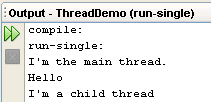 Output - ThreadDemo (run-single)
compile:
run-single:
I'm the main thread.
Hello
I'm a child thread